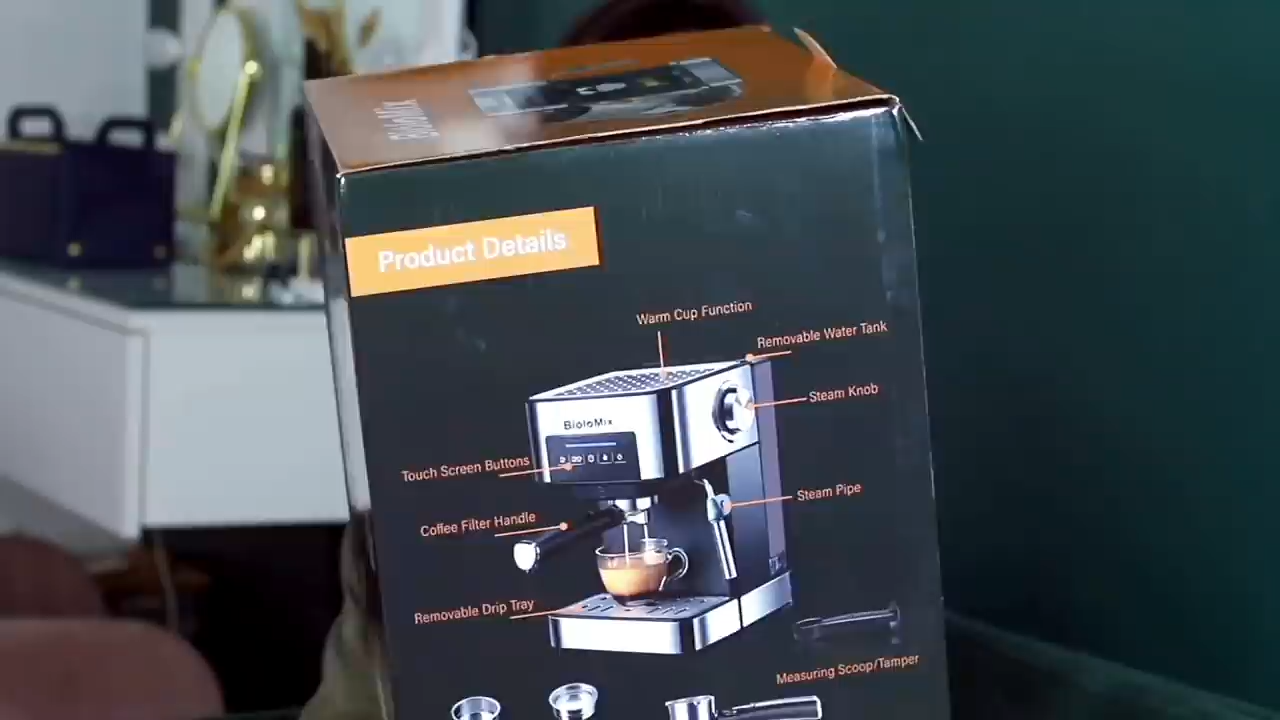 BioloMix
Product Details
Warm Cup Function
Removable Water Tank
Steam Knob
BioloMix
Touch Screen Buttons
Steam Pipe
Coffee Filter Handle
Removable Drip Tray
Measuring Scoop/Tamper